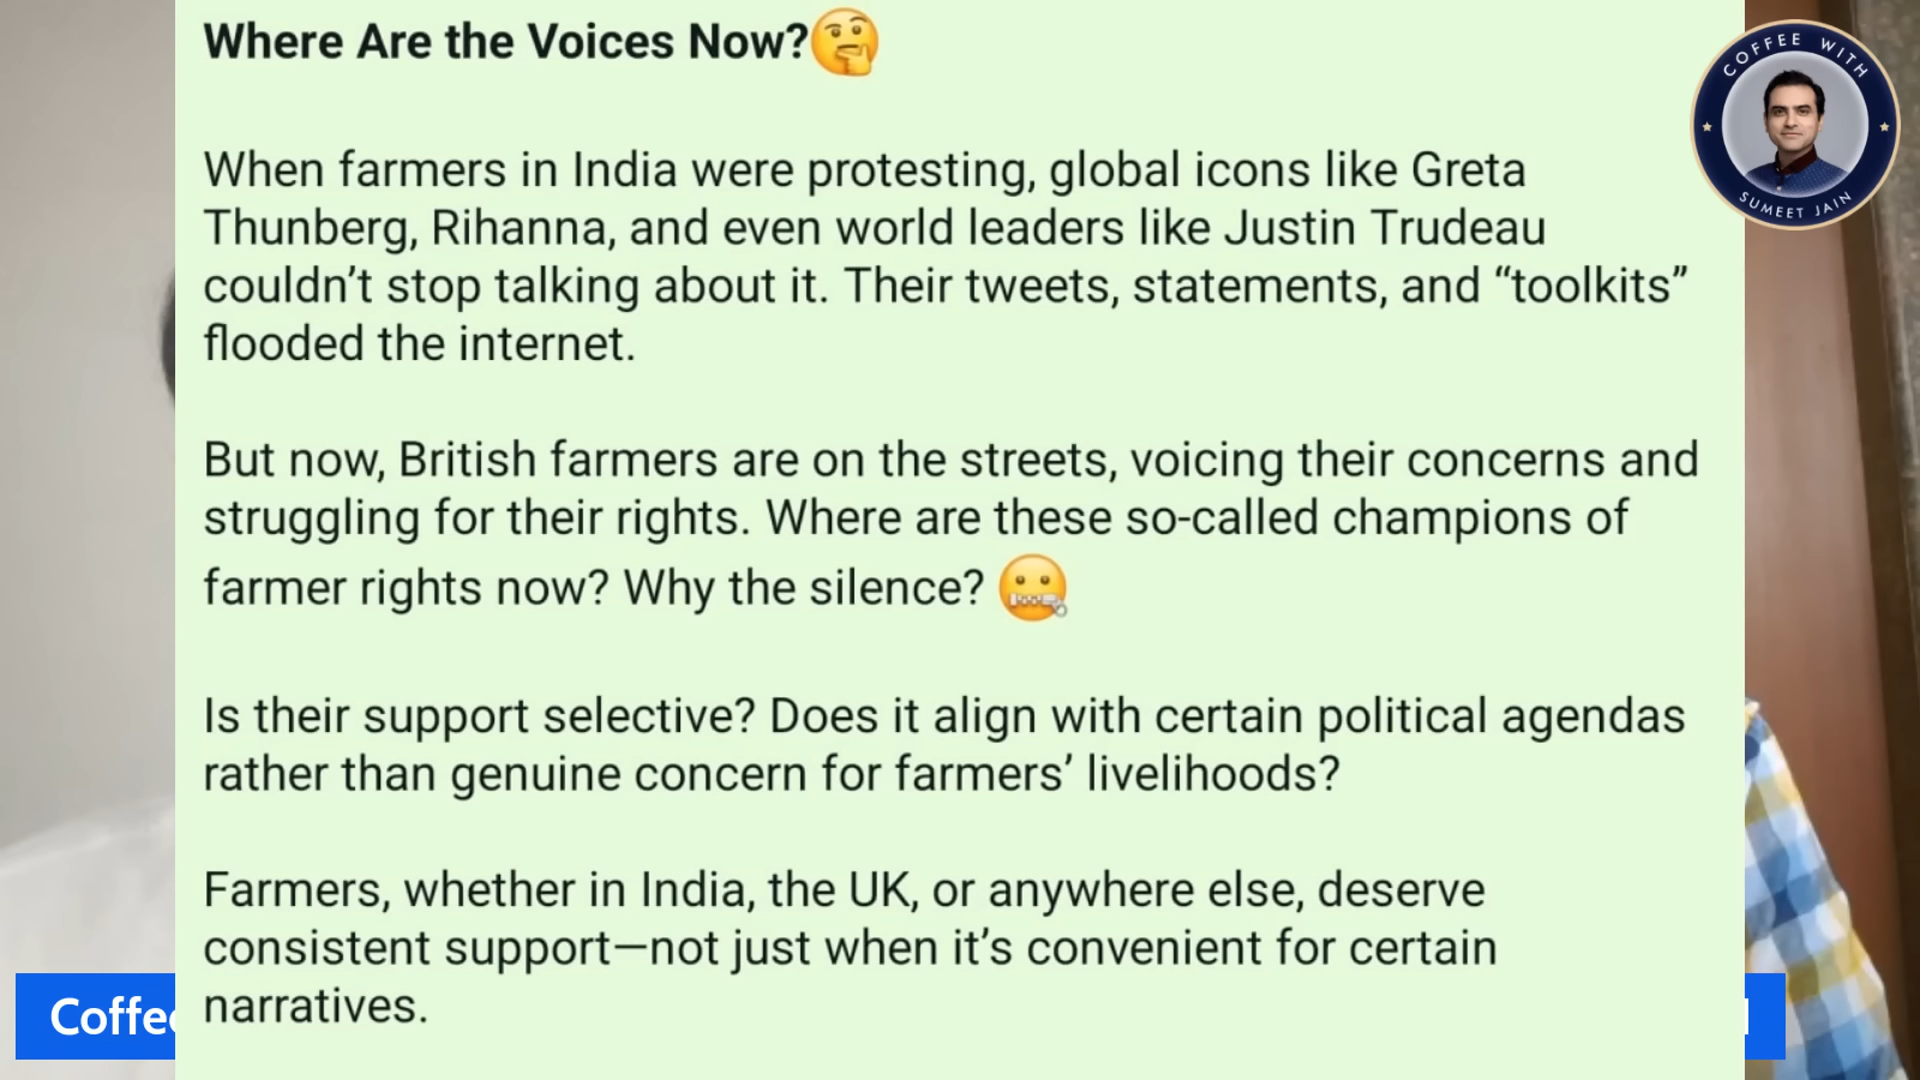 Where Are the Voices Now?🤔
COFFEE WITH
SUMEET JAIN
When farmers in India were protesting, global icons like Greta
Thunberg, Rihanna, and even world leaders like Justin Trudeau
couldn’t stop talking about it. Their tweets, statements, and “toolkits”
flooded the internet.
But now, British farmers are on the streets, voicing their concerns and
struggling for their rights. Where are these so-called champions of
farmer rights now? Why the silence? 🤐
Is their support selective? Does it align with certain political agendas
rather than genuine concern for farmers’ livelihoods?
Farmers, whether in India, the UK, or anywhere else, deserve
consistent support—not just when it’s convenient for certain
narratives.